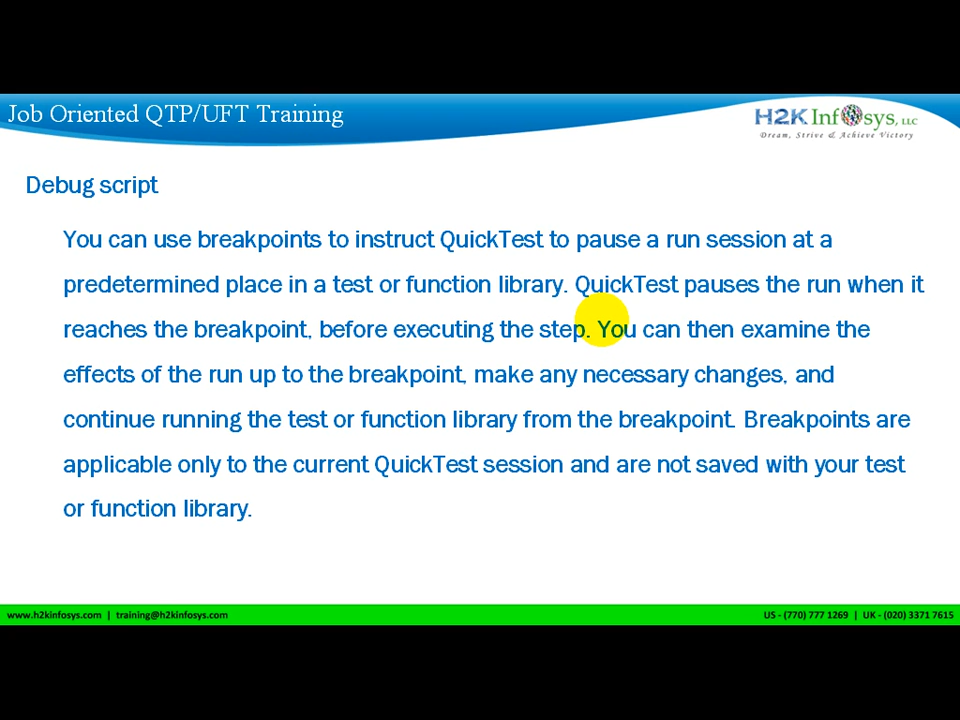 Job Oriented QTP/UFT Training
H2K Infosys, LLC
Dream, Strive & Achieve Victory
Debug script
You can use breakpoints to instruct QuickTest to pause a run session at a
predetermined place in a test or function library. QuickTest pauses the run when it
reaches the breakpoint, before executing the step. You can then examine the
effects of the run up to the breakpoint, make any necessary changes, and
continue running the test or function library from the breakpoint. Breakpoints are
applicable only to the current QuickTest session and are not saved with your test
or function library.
www.h2kinfosys.com | training@h2kinfosys.com
US - (770) 777 1269 | UK - (020) 3371 7615